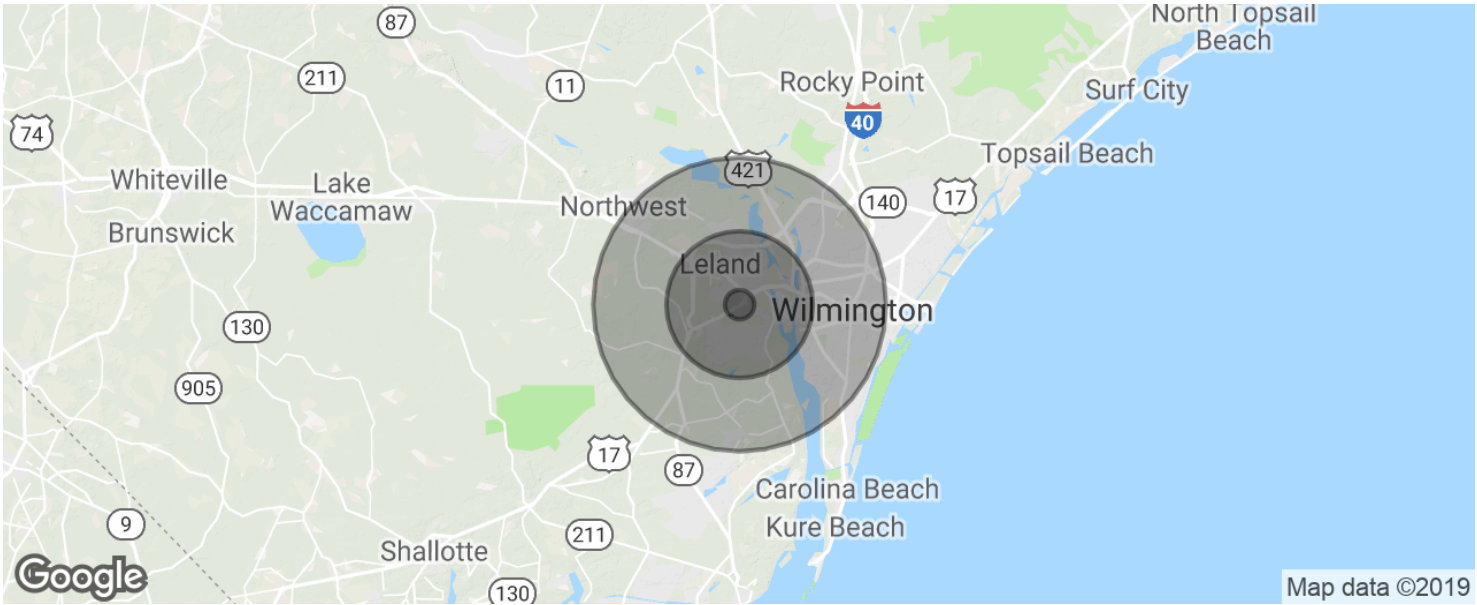 87
North Topsail
Beach
211
11
Rocky Point
Surf City
40
74
Topsail Beach
421
Whiteville
Lake
Waccamaw
Northwest
140
17
Brunswick
Leland
Wilmington
130
905
17
87
Carolina Beach
9
211
Kure Beach
Shallotte
Google
130
Map data ©2019